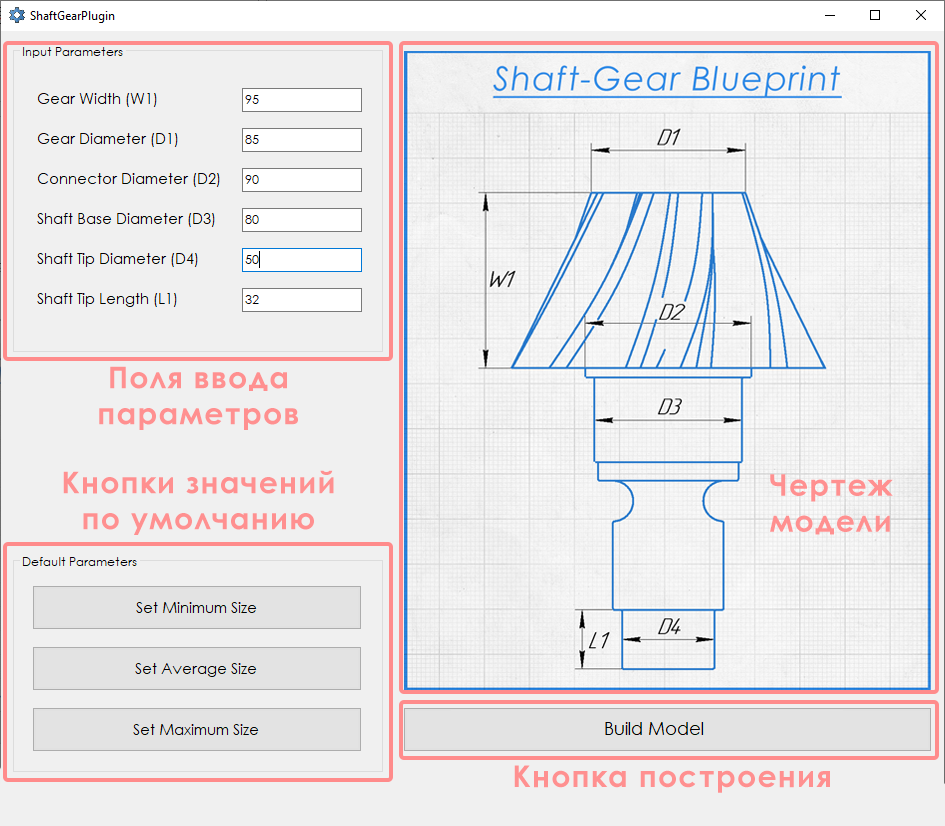 ShaftGearPlugin
Input Parameters
Gear Width (W1) 95
Gear Diameter (D1) 85
Connector Diameter (D2) 90
Shaft Base Diameter (D3) 80
Shaft Tip Diameter (D4) 50
Shaft Tip Length (L1) 32
Поля ввода
параметров
Кнопки значений
по умолчанию
Default Parameters
Set Minimum Size
Set Average Size
Set Maximum Size
Shaft-Gear Blueprint
D1
W1
D2
D3
Чертеж
модели
D4
L1
Build Model
Кнопка построения